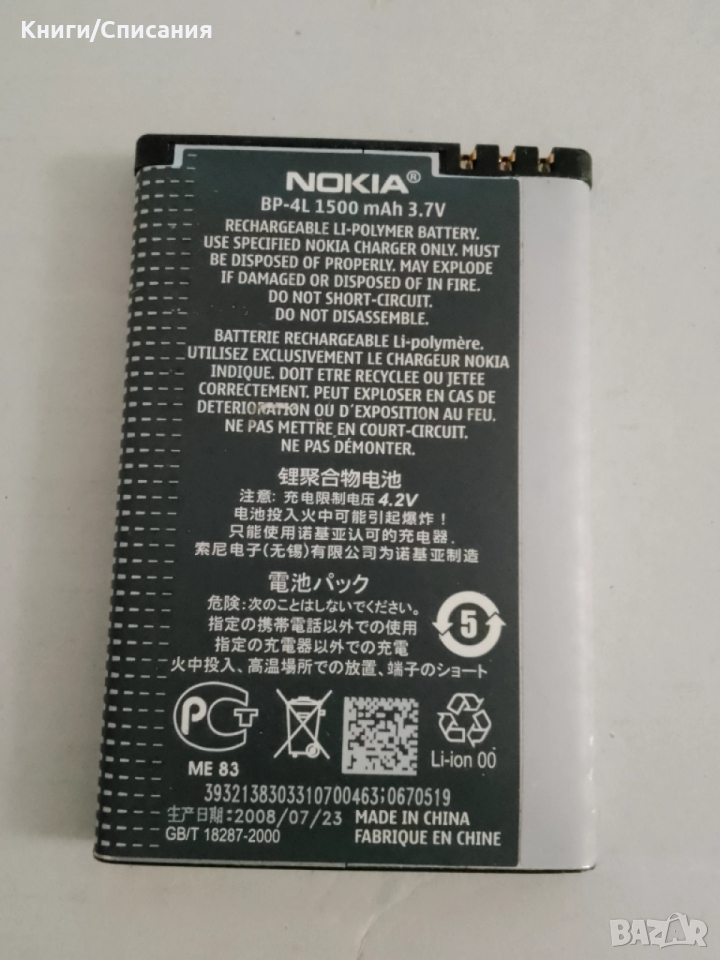 Книги/Списания
NOKIA®
BP-4L 1500 mAh 3.7V
RECHARGEABLE LI-POLYMER BATTERY.
USE SPECIFIED NOKIA CHARGER ONLY. MUST
BE DISPOSED OF PROPERLY. MAY EXPLODE
IF DAMAGED OR DISPOSED OF IN FIRE.
DO NOT SHORT-CIRCUIT.
DO NOT DISASSEMBLE.
BATTERIE RECHARGEABLE Li-polymère.
UTILISEZ EXCLUSIVEMENT LE CHARGEUR NOKIA
INDIQUE. DOIT ETRE RECYCLEE OU JETEE
CORRECTEMENT. PEUT EXPLOSER EN CAS DE
DETERIORATION OU D´EXPOSITION AU FEU.
NE PAS METTRE EN COURT-CIRCUIT.
NE PAS DÉMONTER.
锂聚合物电池
注意: 充电限制电压 4.2V
电池投入火中可能引起爆炸!
只能使用诺基亚认可的充电器.
索尼电子(无锡)有限公司为诺基亚制造
電池パック
危険:次のことはしないでください。
指定の携帯電話以外での使用
指定の充電器以外での充電
火中投入、高温場所での放置、端子のショート
5
РСТ
ME 83
Li-ion 00
3932138303310700463;0670519
生产日期:2008/07/23
MADE IN CHINA
GB/T 18287-2000
FABRIQUE EN CHINE
BAZAR